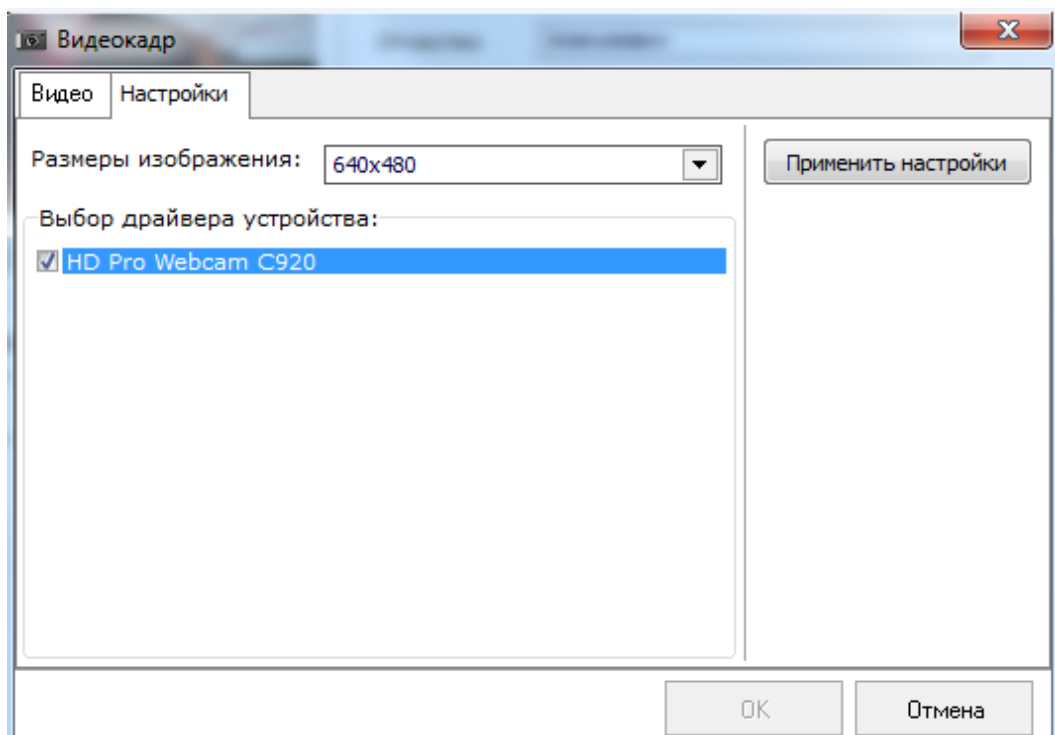 Видеокадр
Видео Настройки
Размеры изображения: 640x480
Применить настройки
Выбор драйвера устройства:
HD Pro Webcam C920
OK Отмена